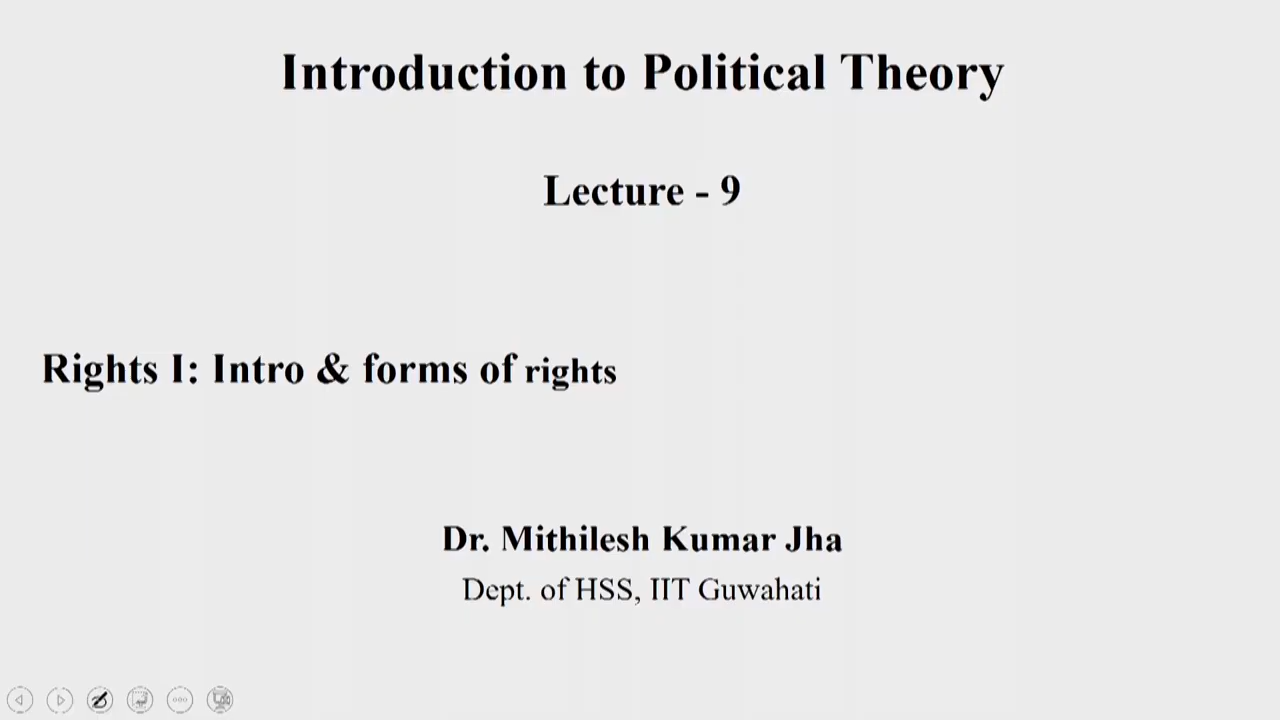 Introduction to Political Theory
Lecture - 9
Rights I: Intro & forms of rights
Dr. Mithilesh Kumar Jha
Dept. of HSS, IIT Guwahati